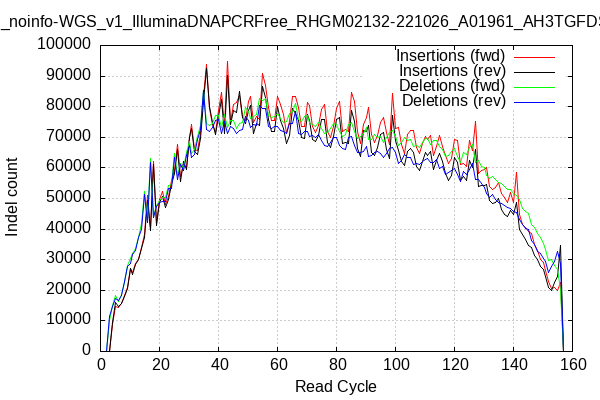 _noinfo-WGS_v1_IlluminaDNAPCRFree_RHGM02132-221026_A01961_AH3TGFDS
Insertions (fwd)
Insertions (rev)
Deletions (fwd)
Deletions (rev)
100000
90000
80000
70000
60000
50000
40000
30000
20000
10000
0
Indel count
0 20 40 60 80 100 120 140 160
Read Cycle